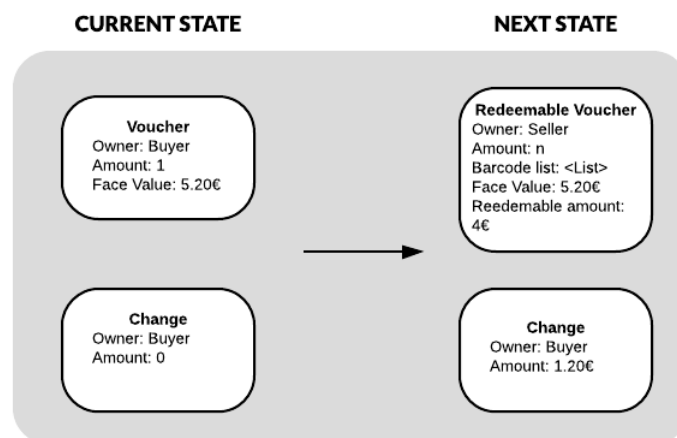 CURRENT STATE
NEXT STATE
Voucher
Owner: Buyer
Amount: 1
Face Value: 5.20€
Redeemable Voucher
Owner: Seller
Amount: n
Barcode list: <List>
Face Value: 5.20€
Reedemable amount:
4€
Change
Owner: Buyer
Amount: 0
Change
Owner: Buyer
Amount: 1.20€